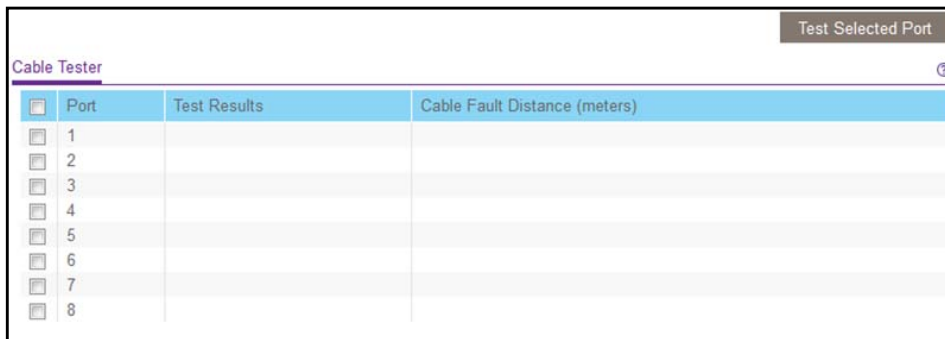 Test Selected Port
Cable Tester
Port Test Results Cable Fault Distance (meters)
1
2
3
4
5
6
7
8